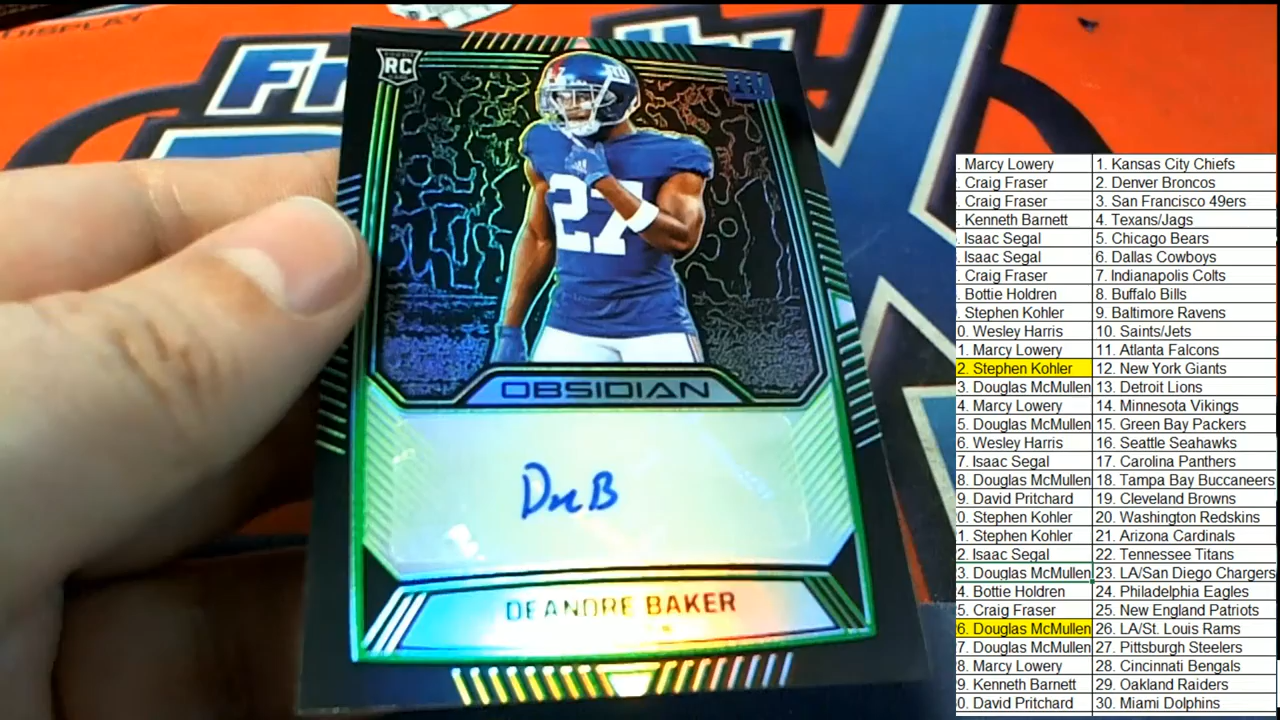 DISPLAY
RC
27
OBSIDIAN
DreB
DEANDRE BAKER
. Marcy Lowery 1. Kansas City Chiefs
. Craig Fraser 2. Denver Broncos
. Craig Fraser 3. San Francisco 49ers
. Kenneth Barnett 4. Texans/Jags
. Isaac Segal 5. Chicago Bears
. Isaac Segal 6. Dallas Cowboys
. Craig Fraser 7. Indianapolis Colts
. Bottie Holdren 8. Buffalo Bills
. Stephen Kohler 9. Baltimore Ravens
0. Wesley Harris 10. Saints/Jets
1. Marcy Lowery 11. Atlanta Falcons
2. Stephen Kohler 12. New York Giants
3. Douglas McMullen 13. Detroit Lions
4. Marcy Lowery 14. Minnesota Vikings
5. Douglas McMullen 15. Green Bay Packers
6. Wesley Harris 16. Seattle Seahawks
7. Isaac Segal 17. Carolina Panthers
8. Douglas McMullen 18. Tampa Bay Buccaneers
9. David Pritchard 19. Cleveland Browns
0. Stephen Kohler 20. Washington Redskins
1. Stephen Kohler 21. Arizona Cardinals
2. Isaac Segal 22. Tennessee Titans
3. Douglas McMullen 23. LA/San Diego Chargers
4. Bottie Holdren 24. Philadelphia Eagles
5. Craig Fraser 25. New England Patriots
6. Douglas McMullen 26. LA/St. Louis Rams
7. Douglas McMullen 27. Pittsburgh Steelers
8. Marcy Lowery 28. Cincinnati Bengals
9. Kenneth Barnett 29. Oakland Raiders
0. David Pritchard 30. Miami Dolphins